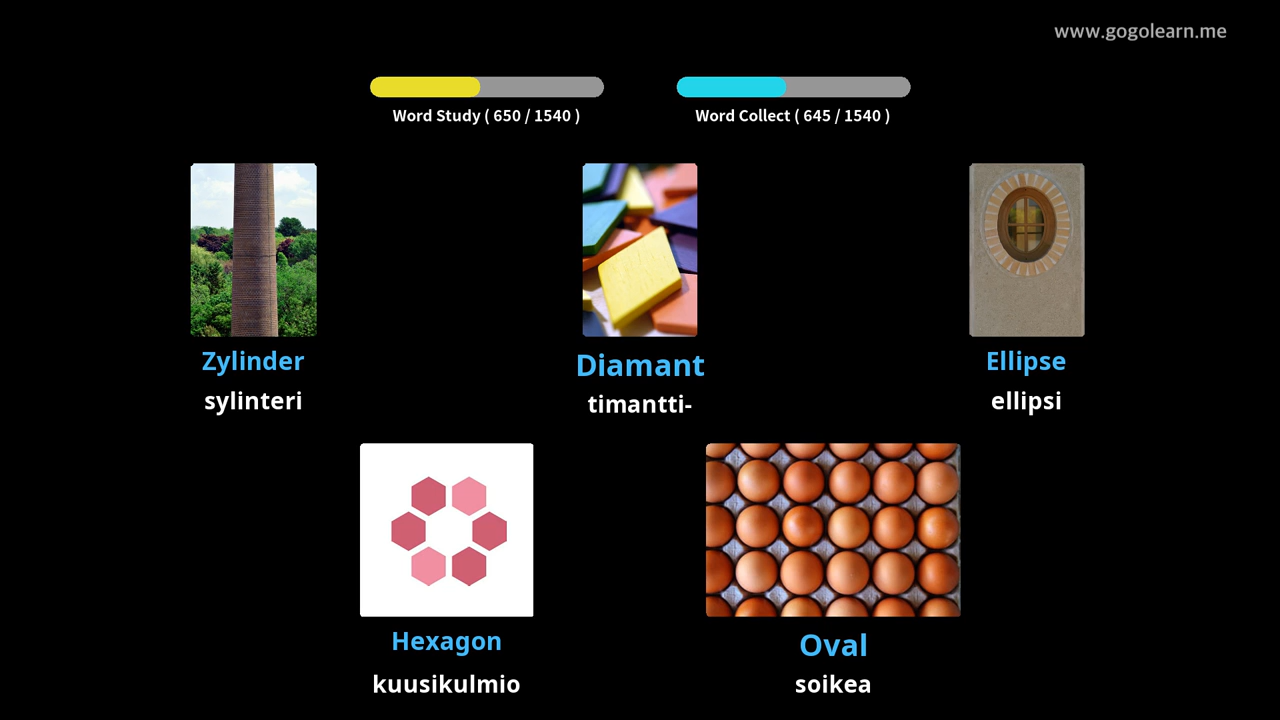 www.gogolearn.me
Word Study ( 650 / 1540 )
Word Collect ( 645 / 1540 )
Zylinder
sylinteri
Diamant
timantti-
Ellipse
ellipsi
Hexagon
kuusikulmio
Oval
soikea